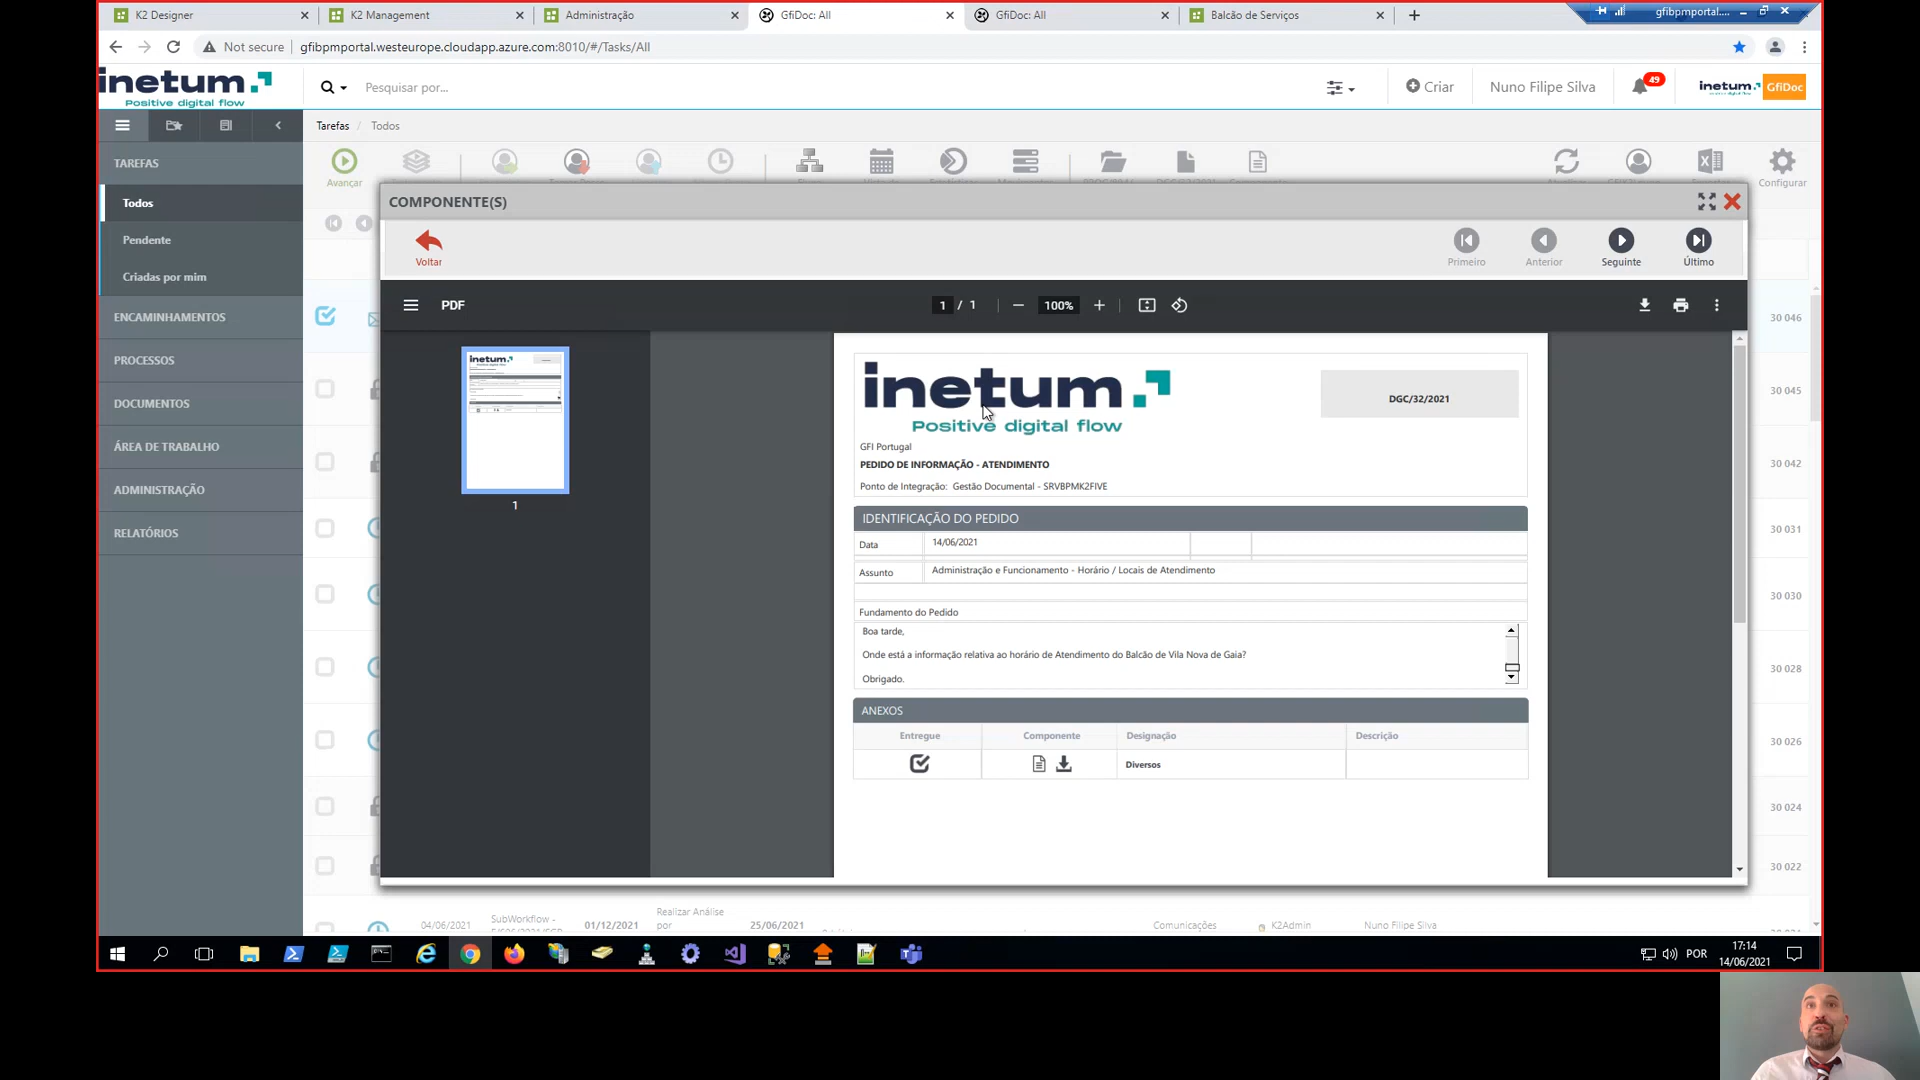 K2 Designer
K2 Management
Administração
GfiDoc: All
GfiDoc: All
Balcão de Serviços
gfibpmportal....
Not secure
gfibpmportal.westeurope.cloudapp.azure.com:8010/#/Tasks/All
inetum
Positive digital flow
Pesquisar por...
Criar
Nuno Filipe Silva
49
inetum
GfiDoc
Tarefas / Todos
TAREFAS
Todos
Pendente
Criadas por mim
ENCAMINHAMENTOS
PROCESSOS
DOCUMENTOS
ÁREA DE TRABALHO
ADMINISTRAÇÃO
RELATÓRIOS
Avançar
Configurar
COMPONENTE(S)
Voltar
Primeiro
Anterior
Seguinte
Último
PDF
1 / 1
100%
1
inetum
Positive digital flow
DGC/32/2021
GFI Portugal
PEDIDO DE INFORMAÇÃO - ATENDIMENTO
Ponto de Integração: Gestão Documental - SRVBPMK2FIVE
IDENTIFICAÇÃO DO PEDIDO
Data
14/06/2021
Assunto
Administração e Funcionamento - Horário / Locais de Atendimento
Fundamento do Pedido
Boa tarde,
Onde está a informação relativa ao horário de Atendimento do Balcão de Vila Nova de Gaia?
Obrigado.
ANEXOS
Entregue
Componente
Designação
Descrição
Diversos
30 046
30 045
30 042
30 031
30 030
30 028
30 026
30 024
30 022
04/06/2021
SubWorkflow -
01/12/2021
Realizar Análise
por
25/06/2021
Comunicações
K2Admin
Nuno Filipe Silva
POR
17:14
14/06/2021